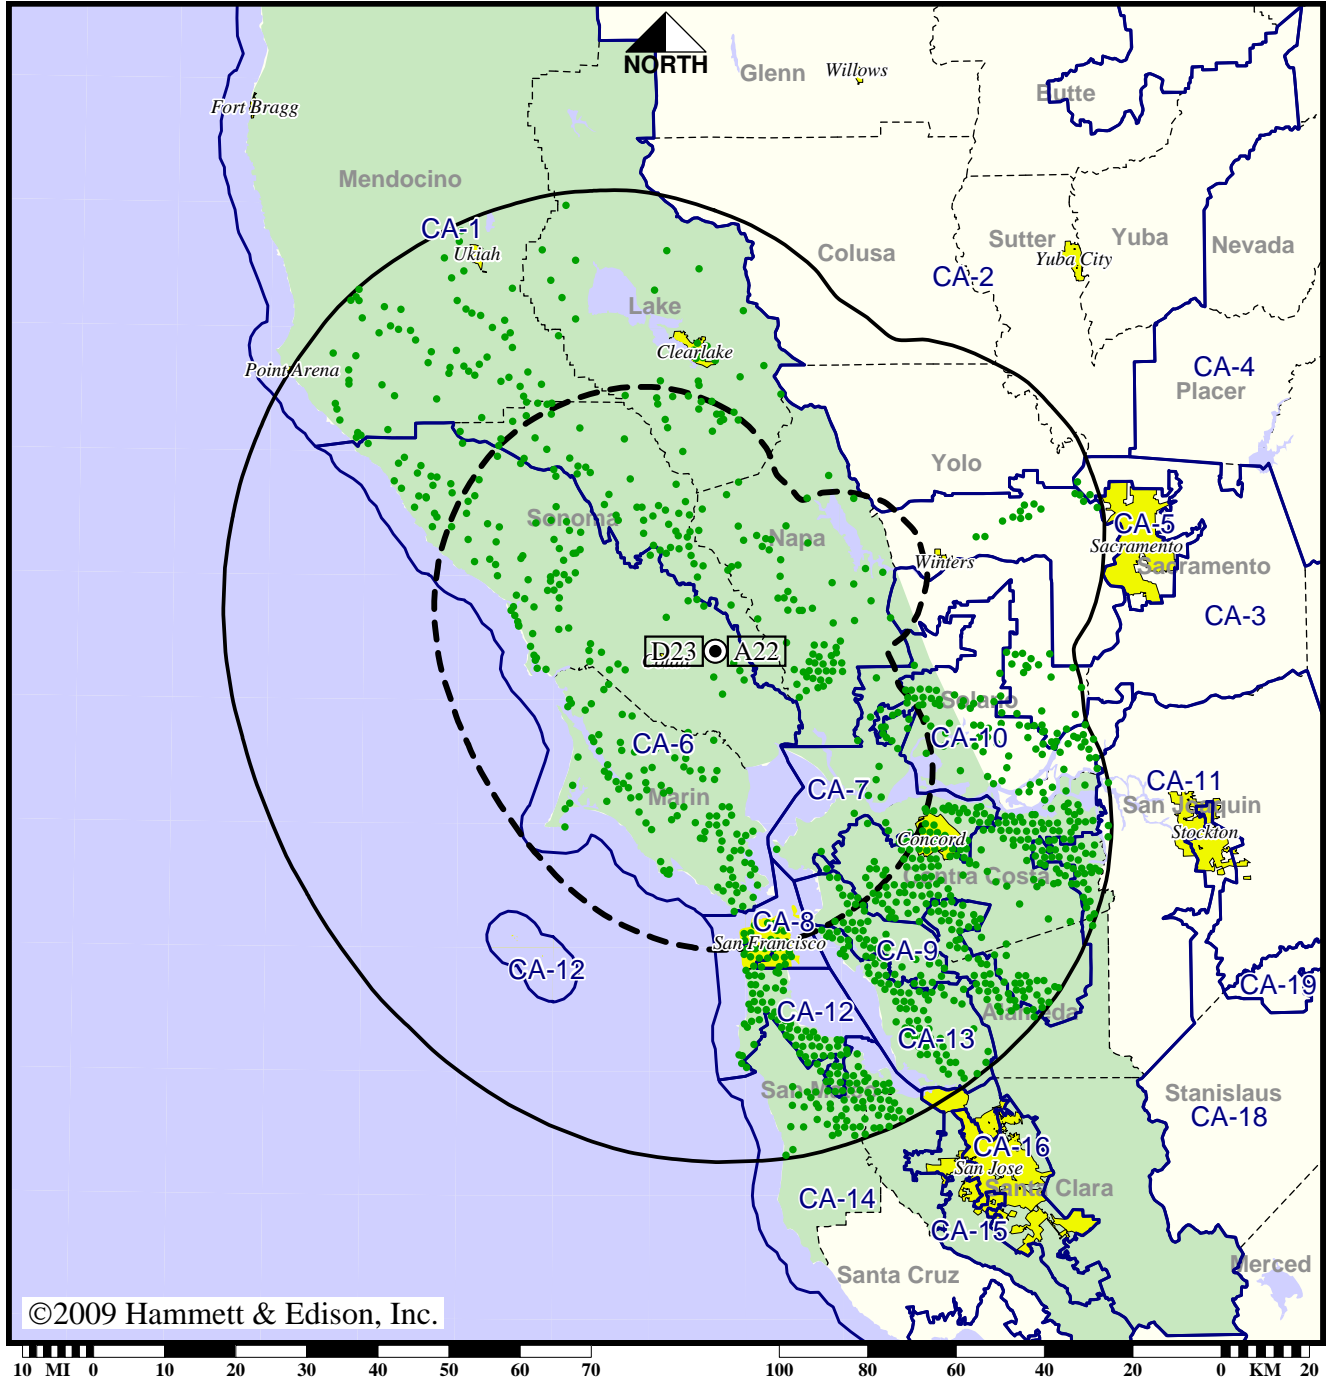 NORTH
Glenn
Willows
Butte
Fort Bragg
Mendocino
CA-1
Ukiah
Colusa
Sutter
Yuba
Yuba City
Nevada
CA-2
Lake
Clearlake
Point Arena
CA-4
Placer
Yolo
Sonoma
Napa
CA-5
Sacramento
Winters
Sacramento
CA-3
D23
A22
Solano
CA-6
CA-10
Marin
CA-7
CA-11
San Joaquin
Stockton
Concord
Contra Costa
CA-8
San Francisco
CA-9
CA-12
CA-19
CA-12
Alameda
CA-13
San Mateo
Stanislaus
CA-18
CA-16
San Jose
Santa Clara
CA-14
CA-15
Santa Cruz
Merced
©2009 Hammett & Edison, Inc.
10 MI 0 10 20 30 40 50 60 70 100 80 60 40 20 0 KM 20